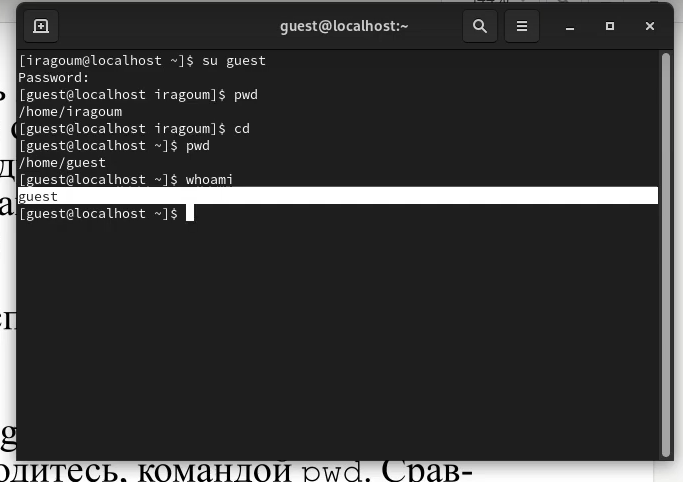 guest@localhost:~
[iragoum@localhost ~]$ su guest
Password:
[guest@localhost iragoum]$ pwd
/home/iragoum
[guest@localhost iragoum]$ cd
[guest@localhost ~]$ pwd
/home/guest
[guest@localhost ~]$ whoami
guest
[guest@localhost ~]$
одитесь, командой pwd. Срав-